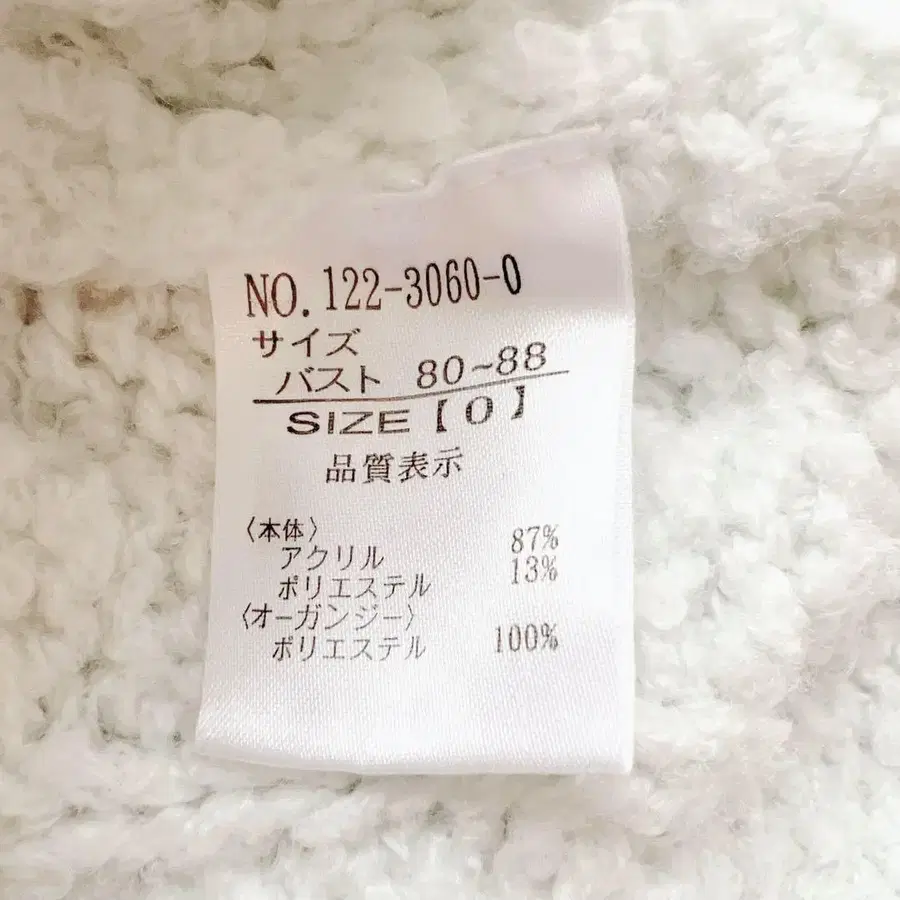 NO. 122-3060-0
サイズ
バスト 80~88
SIZE【0】
品質表示
〈本体〉
アクリル 87%
ポリエステル 13%
〈オーガンジー〉
ポリエステル 100%